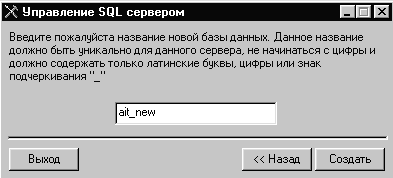 Управление SQL сервером
Введите пожалуйста название новой базы данных. Данное название
должно быть уникально для данного сервера, не начинаться с цифры и
должно содержать только латинские буквы, цифры или знак
подчеркивания "_"
ait_new
Выход
<< Назад
Создать